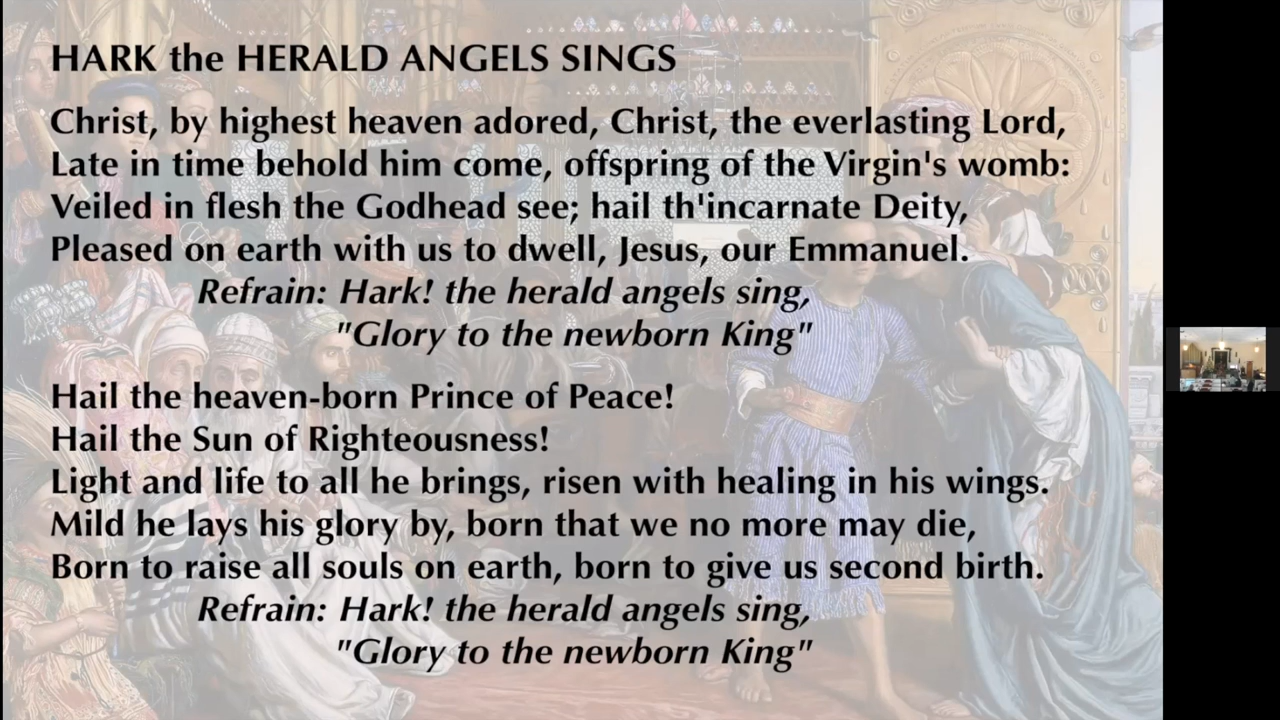 HARK the HERALD ANGELS SINGS
Christ, by highest heaven adored, Christ, the everlasting Lord,
Late in time behold him come, offspring of the Virgin's womb:
Veiled in flesh the Godhead see; hail th'incarnate Deity,
Pleased on earth with us to dwell, Jesus, our Emmanuel.
Refrain: Hark! the herald angels sing,
"Glory to the newborn King"
Hail the heaven-born Prince of Peace!
Hail the Sun of Righteousness!
Light and life to all he brings, risen with healing in his wings.
Mild he lays his glory by, born that we no more may die,
Born to raise all souls on earth, born to give us second birth.
Refrain: Hark! the herald angels sing,
"Glory to the newborn King"